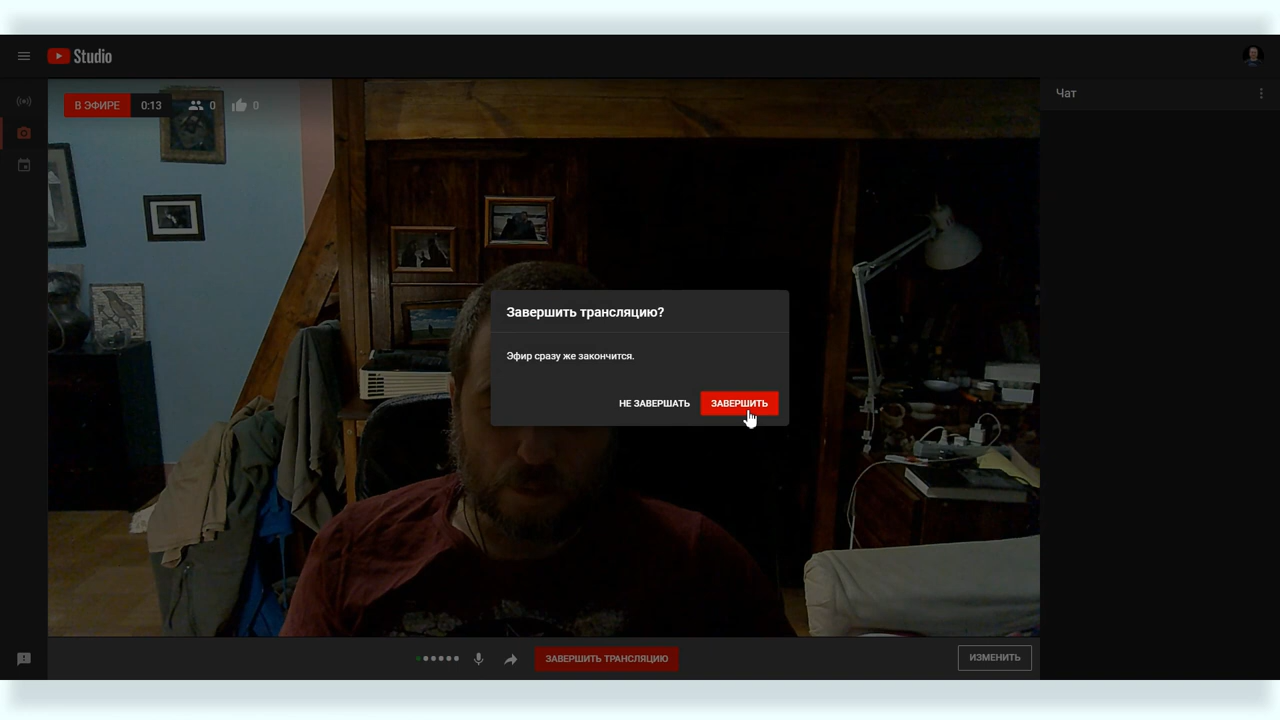 Studio
В ЭФИРЕ 0:13 0 0
Чат
Завершить трансляцию?
Эфир сразу же закончится.
НЕ ЗАВЕРШАТЬ ЗАВЕРШИТЬ
ЗАВЕРШИТЬ ТРАНСЛЯЦИЮ
ИЗМЕНИТЬ